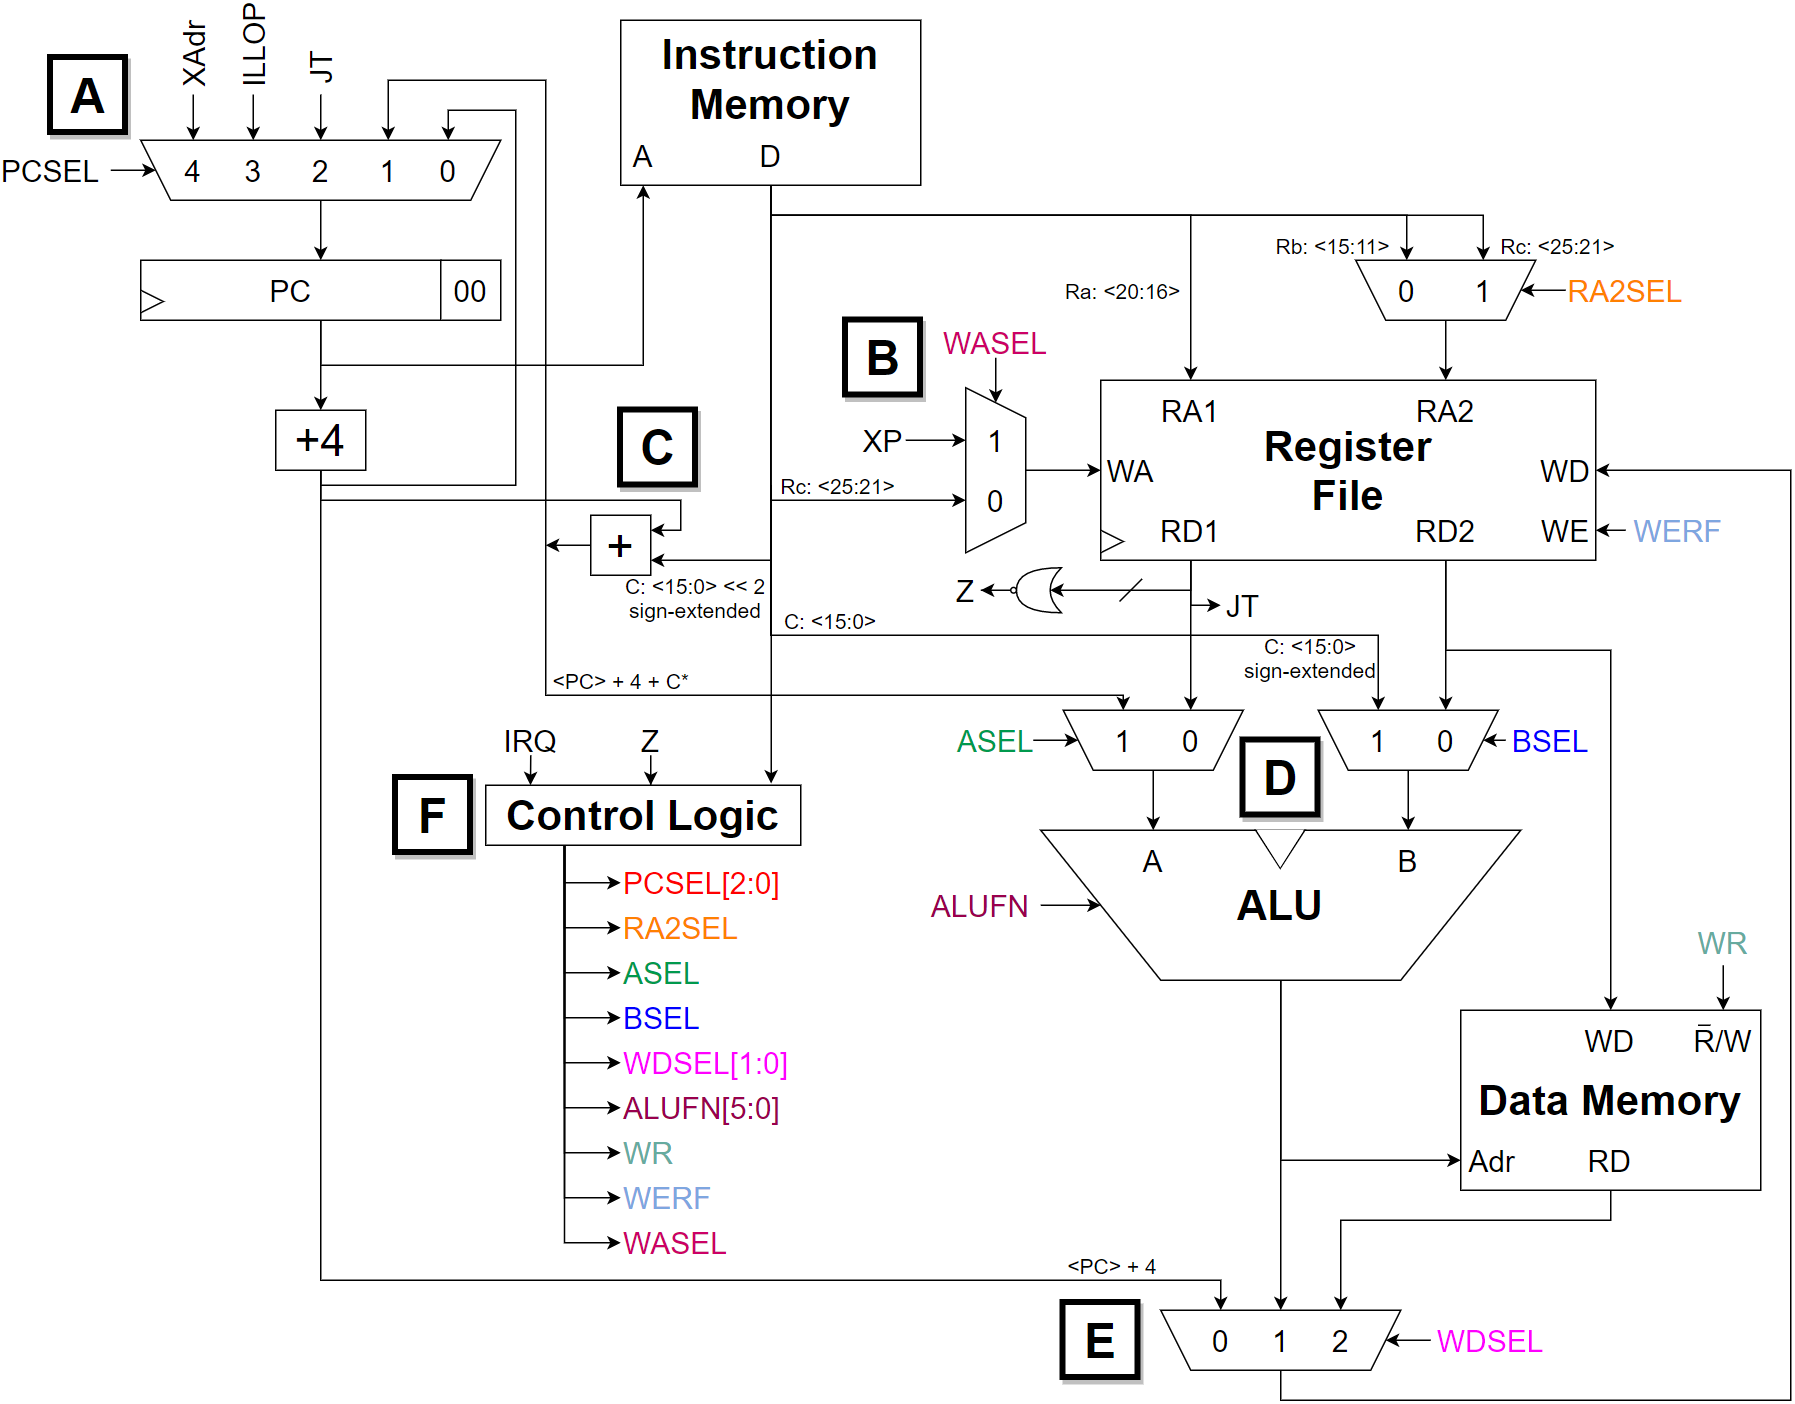 XAdr
ILLOP
JT
A
PCSEL
4 3 2 1 0
PC 00
+4
Instruction
Memory
A D
Rb: <15:11> Rc: <25:21>
0 1
RA2SEL
Ra: <20:16>
B
WASEL
XP
1
0
Rc: <25:21>
RA1 RA2
Register
File
WA WD
RD1 RD2 WE
WERF
C
+
C: <15:0> << 2
sign-extended
Z
JT
C: <15:0>
C: <15:0>
sign-extended
<PC> + 4 + C*
ASEL
1 0
D
1 0
BSEL
IRQ Z
F
Control Logic
PCSEL[2:0]
RA2SEL
ASEL
BSEL
WDSEL[1:0]
ALUFN[5:0]
WR
WERF
WASEL
A B
ALU
ALUFN
WR
WD R̅/W
Data Memory
Adr RD
<PC> + 4
E
0 1 2
WDSEL